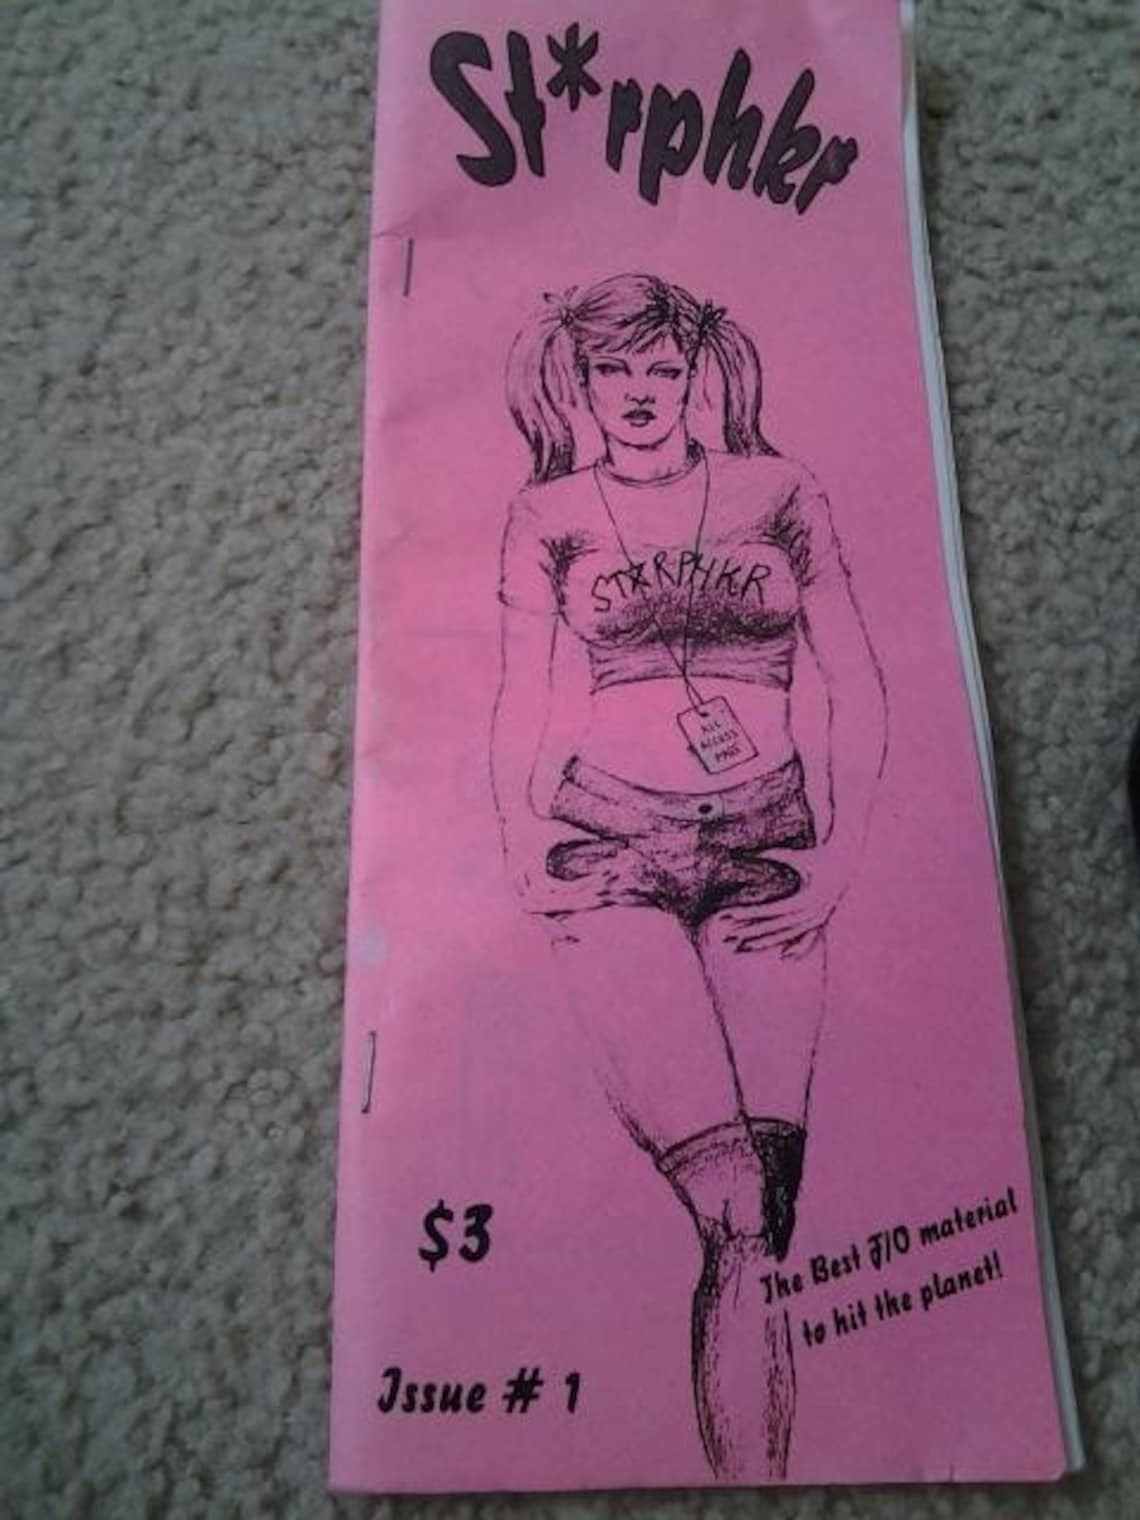 St*rphkr
ST*RPHKR
ALL
ACCESS
PASS
$3
The Best J/O material
to hit the planet!
Issue # 1